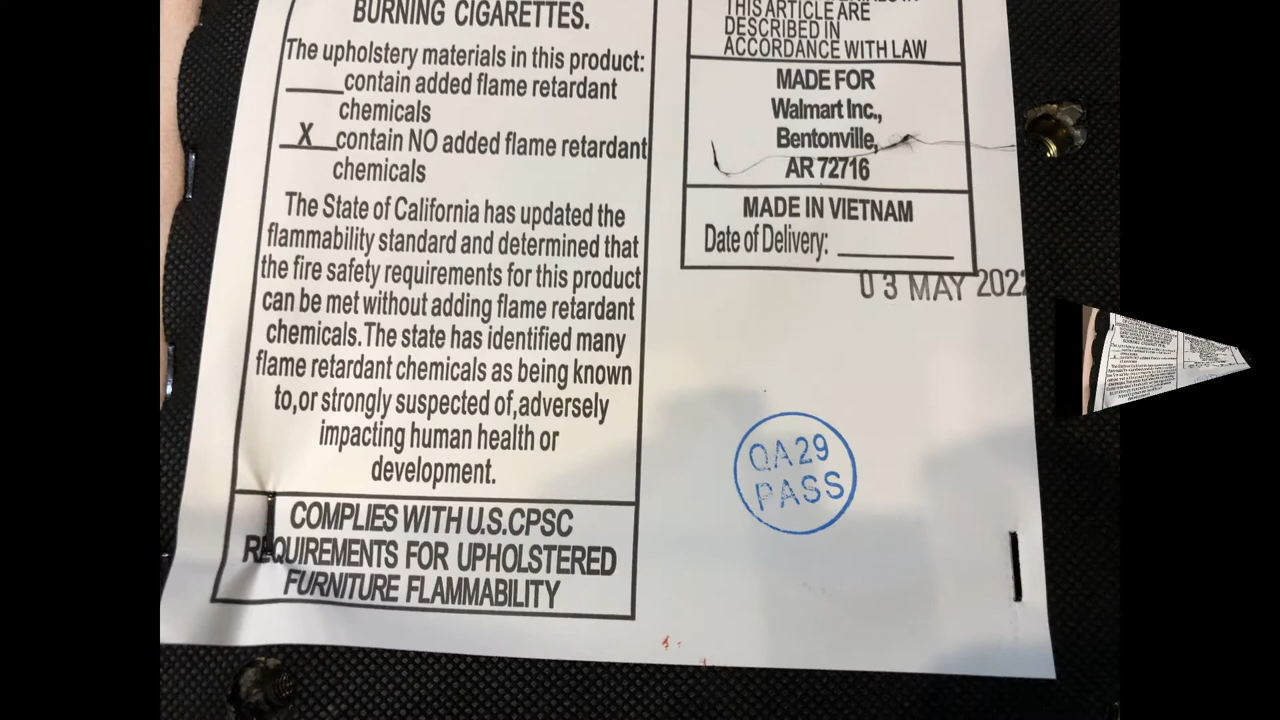 BURNING CIGARETTES.
The upholstery materials in this product:
_____contain added flame retardant
chemicals
__X__contain NO added flame retardant
chemicals
The State of California has updated the
flammability standard and determined that
the fire safety requirements for this product
can be met without adding flame retardant
chemicals.The state has identified many
flame retardant chemicals as being known
to,or strongly suspected of,adversely
impacting human health or
development.
COMPLIES WITH U.S.CPSC
REQUIREMENTS FOR UPHOLSTERED
FURNITURE FLAMMABILITY
THIS ARTICLE ARE
DESCRIBED IN
ACCORDANCE WITH LAW
MADE FOR
Walmart Inc.,
Bentonville,
AR 72716
MADE IN VIETNAM
Date of Delivery: __________
03 MAY 2022
QA29
PASS